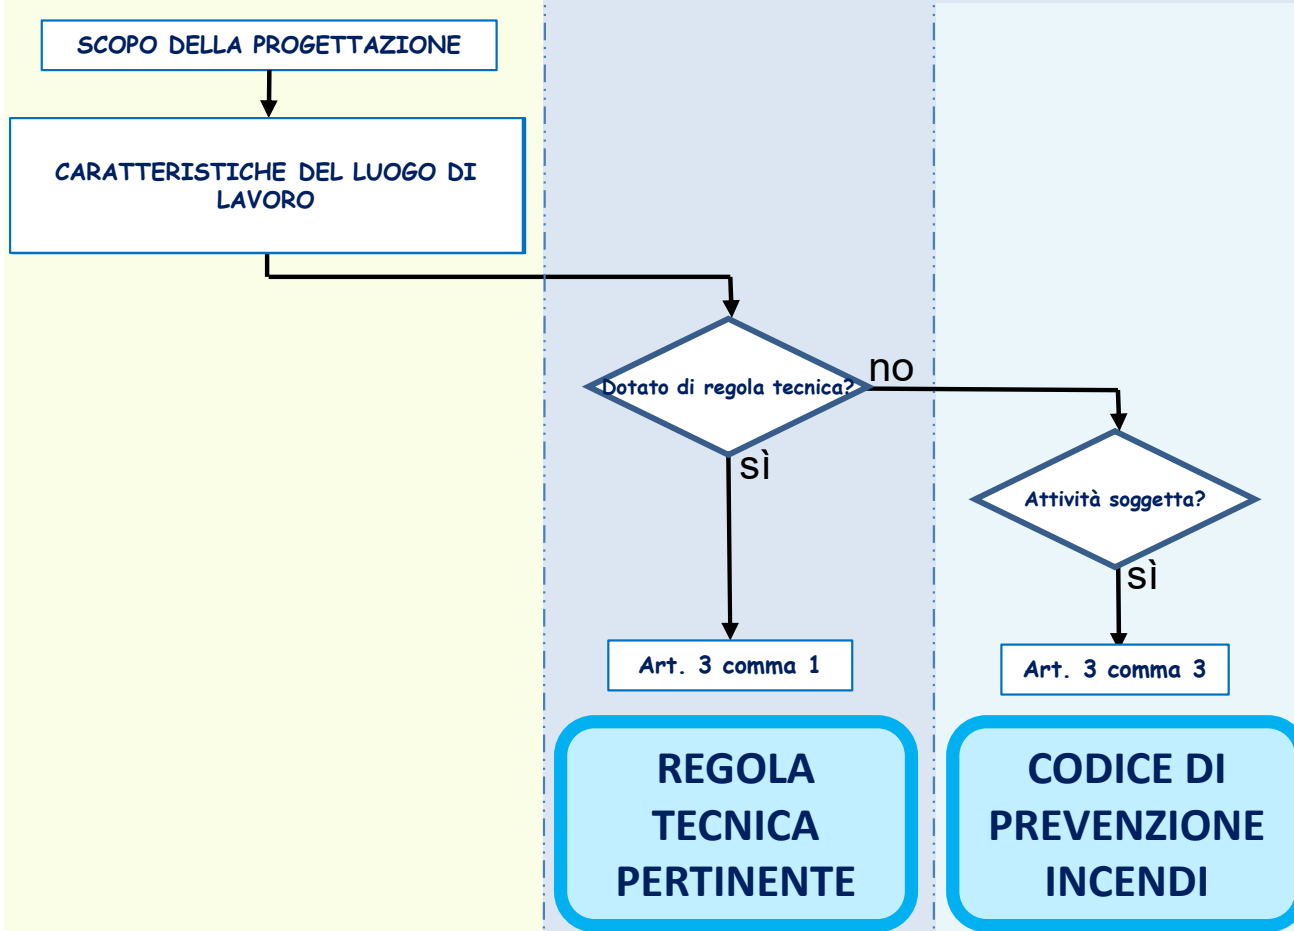 SCOPO DELLA PROGETTAZIONE
CARATTERISTICHE DEL LUOGO DI
LAVORO
Dotato di regola tecnica?
no
sì
Attività soggetta?
sì
Art. 3 comma 1
Art. 3 comma 3
REGOLA
TECNICA
PERTINENTE
CODICE DI
PREVENZIONE
INCENDI